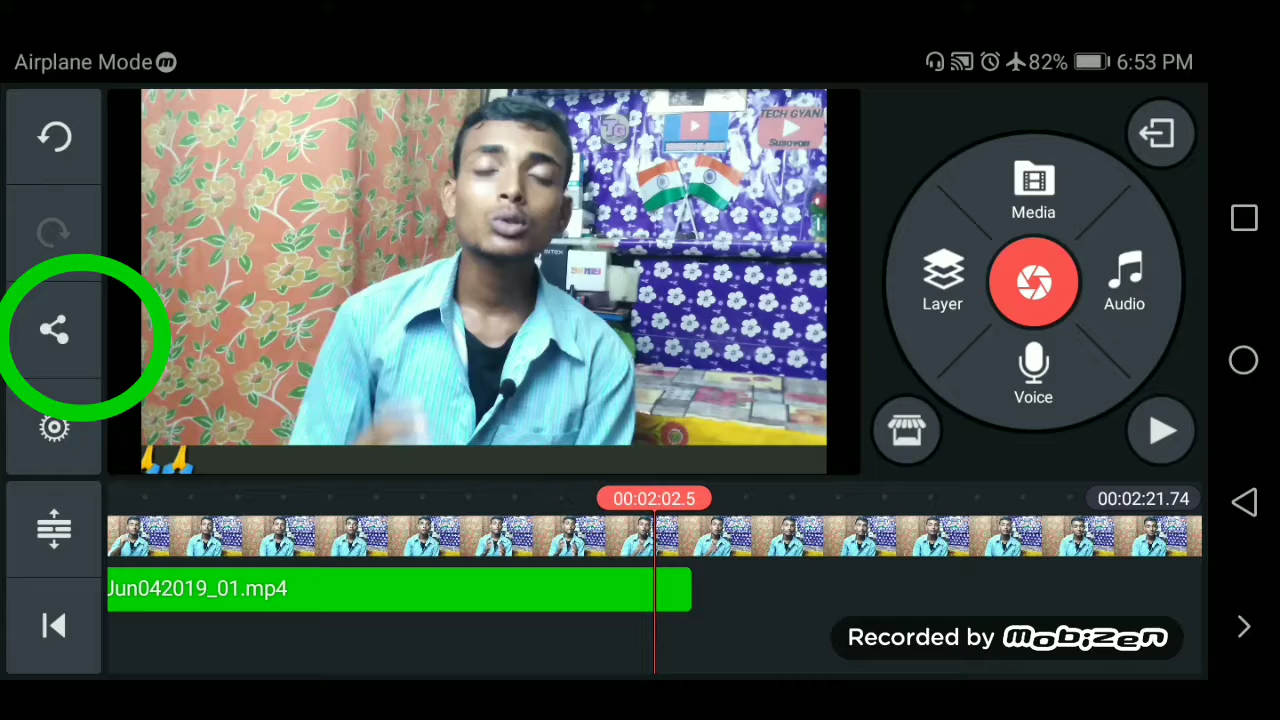 Airplane Mode
82% 6:53 PM
TECH GYANI
TG
Media
Layer
Audio
Voice
00:02:02.5
00:02:21.74
Jun042019_01.mp4
Recorded by mobizen